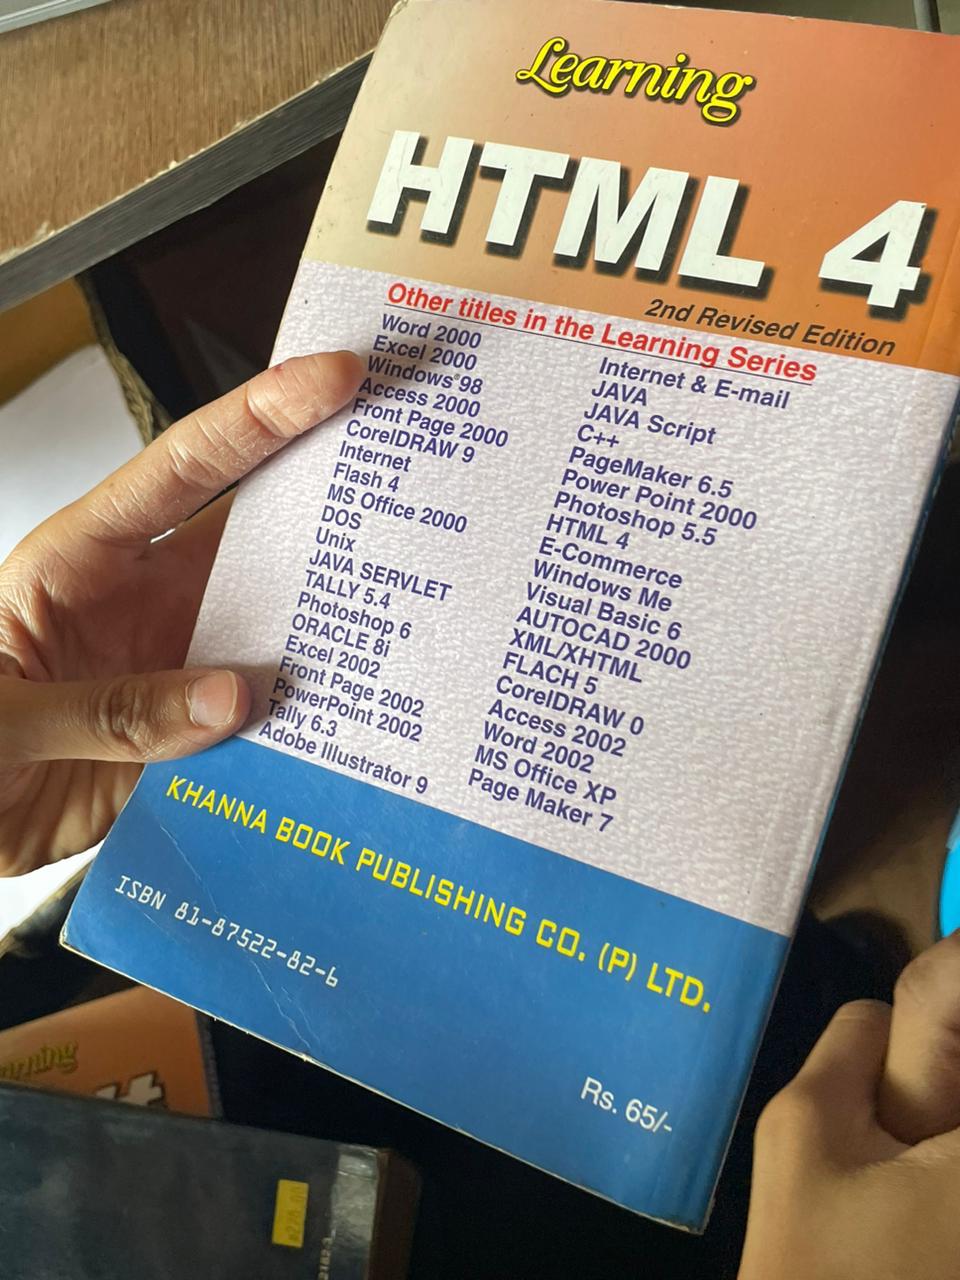 Learning
HTML 4
2nd Revised Edition
Other titles in the Learning Series
Word 2000
Excel 2000
Windows®98
Access 2000
Front Page 2000
CorelDRAW 9
Internet
Flash 4
MS Office 2000
DOS
Unix
JAVA SERVLET
TALLY 5.4
Photoshop 6
ORACLE 8i
Excel 2002
Front Page 2002
PowerPoint 2002
Tally 6.3
Adobe Illustrator 9
Internet & E-mail
JAVA
JAVA Script
C++
PageMaker 6.5
Power Point 2000
Photoshop 5.5
HTML 4
E-Commerce
Windows Me
Visual Basic 6
AUTOCAD 2000
XML/XHTML
FLACH 5
CorelDRAW 0
Access 2002
Word 2002
MS Office XP
Page Maker 7
KHANNA BOOK PUBLISHING CO. (P) LTD.
ISBN 81-87522-82-6
Rs. 65/-